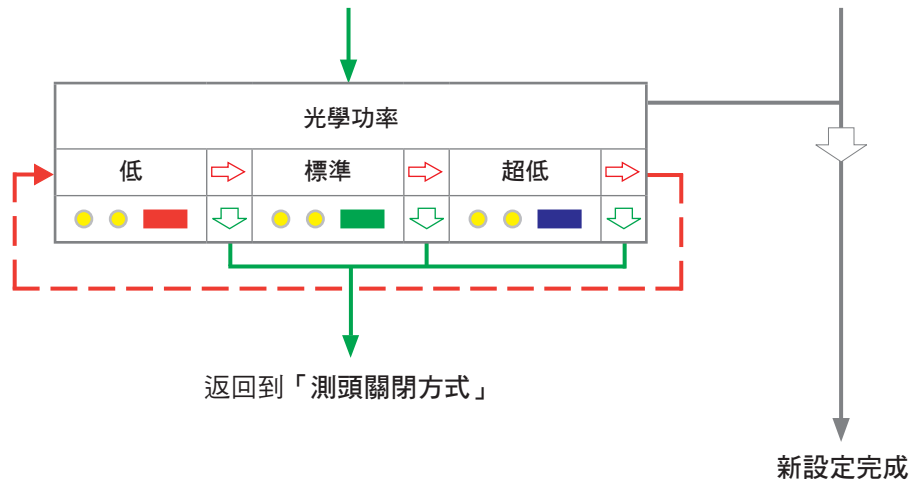 光學功率
低
標準
超低
返回到「測頭關閉方式」
新設定完成